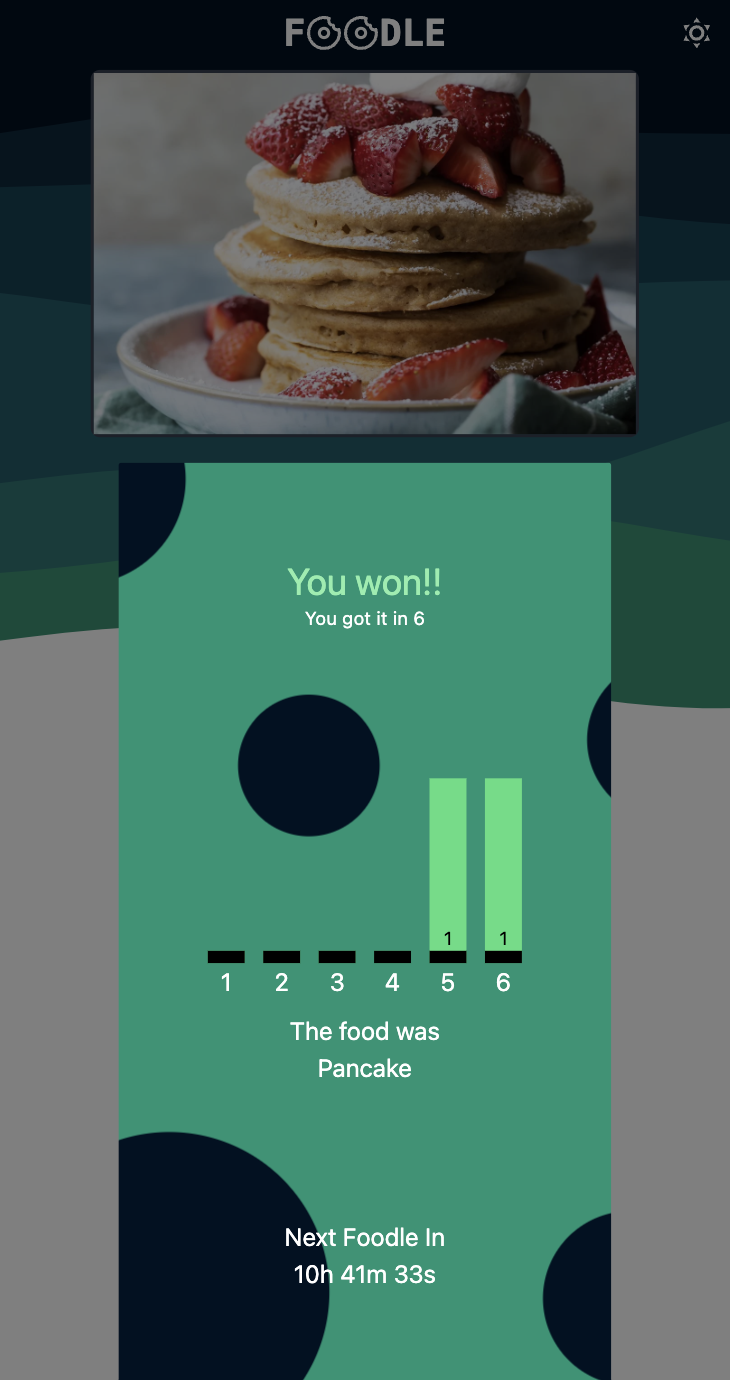 FOODLE
You won!!
You got it in 6
1 1
1 2 3 4 5 6
The food was
Pancake
Next Foodle In
10h 41m 33s